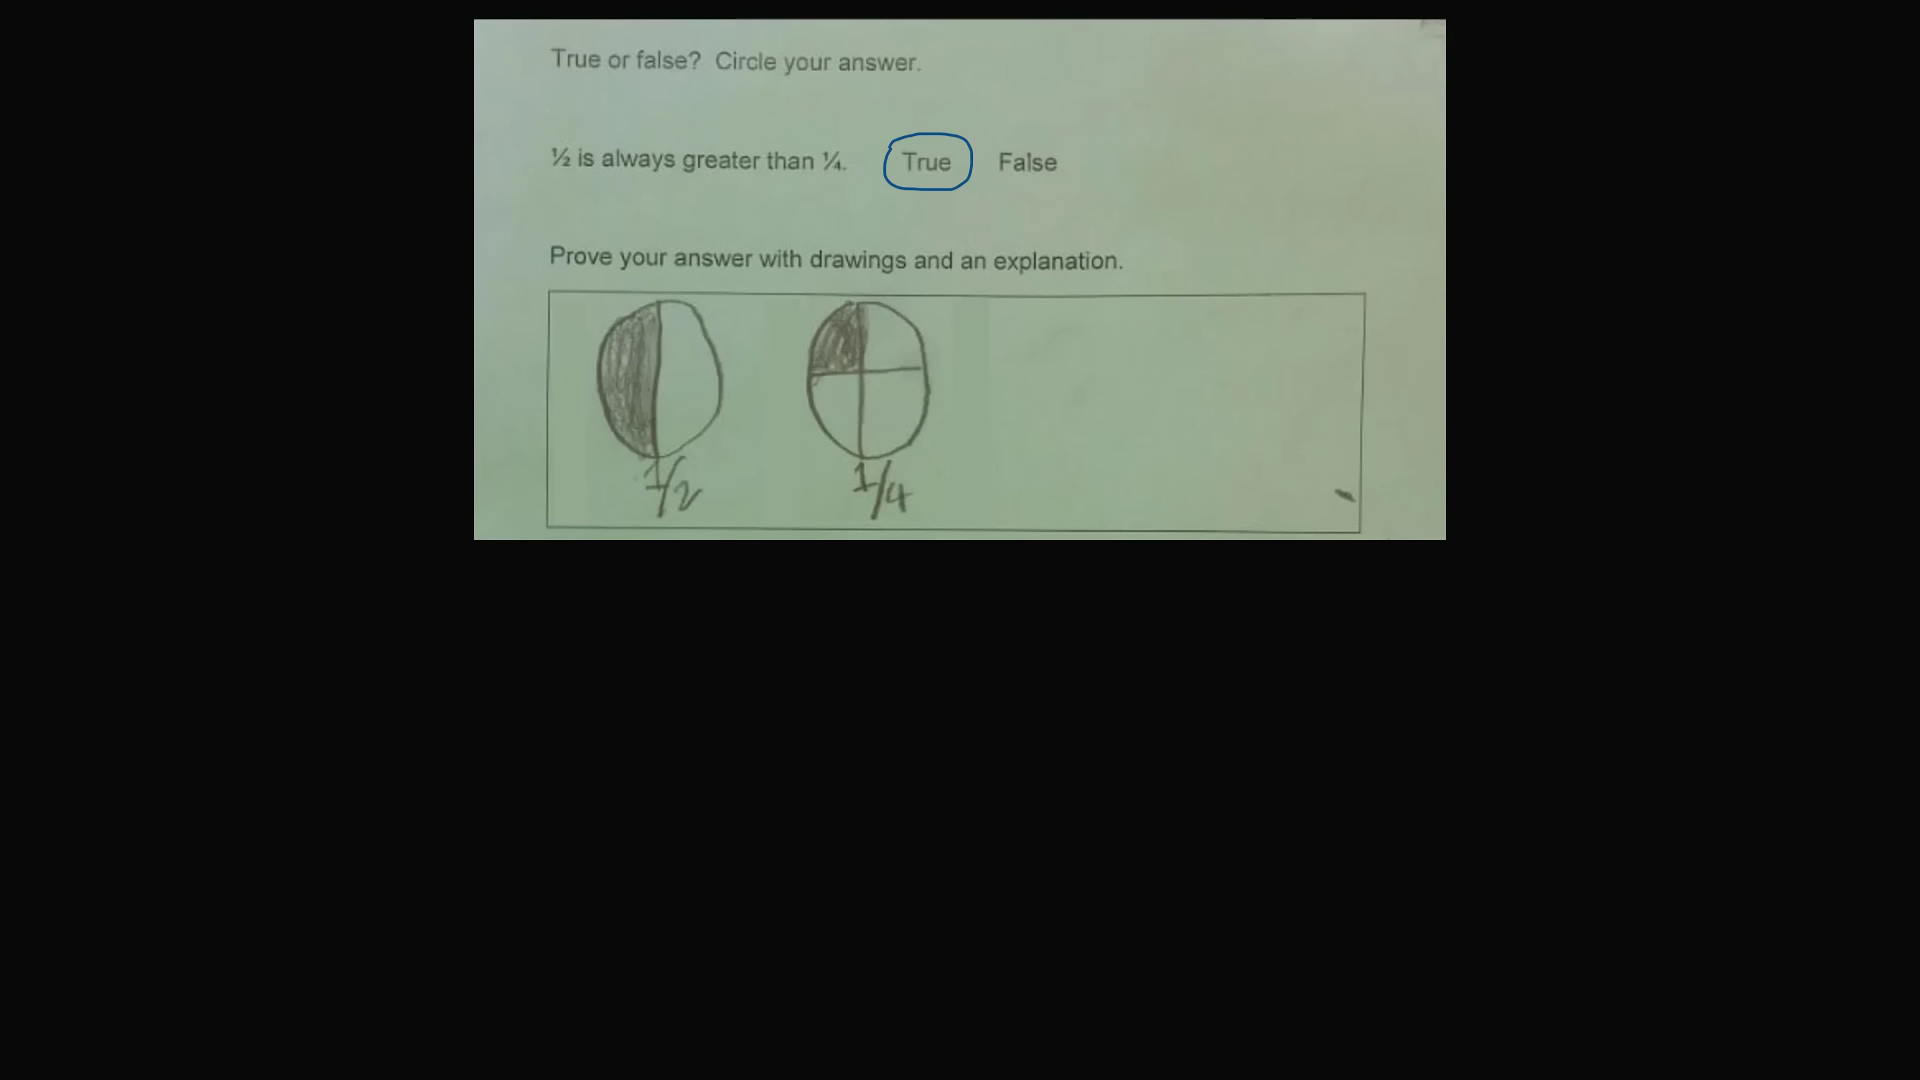 True or false? Circle your answer.
½ is always greater than ¼. True False
Prove your answer with drawings and an explanation.
1/2 1/4